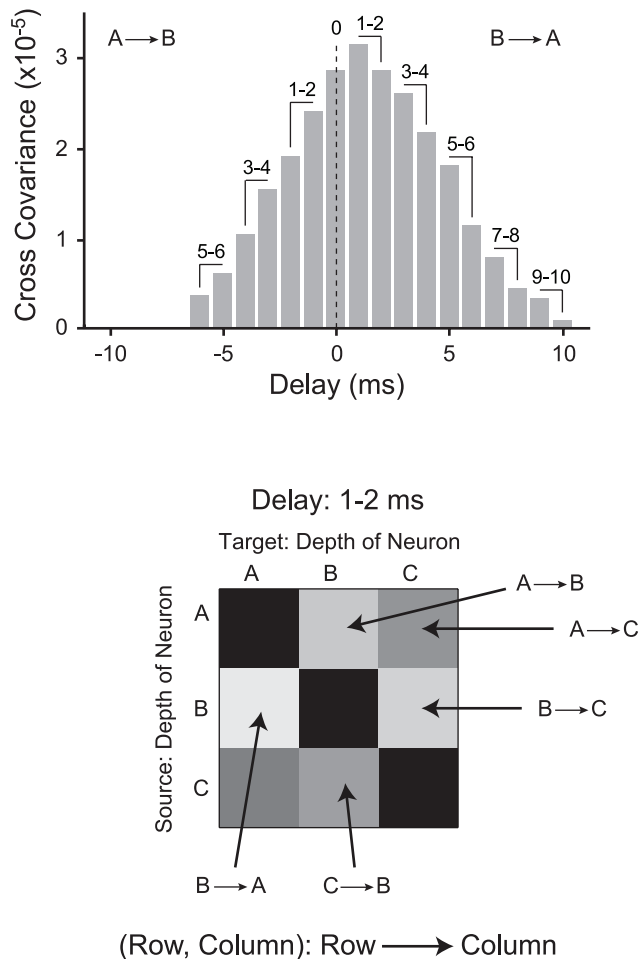 A → B
B → A
Cross Covariance (x10⁻⁵)
3
2
1
0
5-6
3-4
1-2
0
1-2
3-4
5-6
7-8
9-10
-10
-5
0
5
10
Delay (ms)
Delay: 1-2 ms
Target: Depth of Neuron
A
B
C
Source: Depth of Neuron
A
B
C
A → B
A → C
B → C
B → A
C → B
(Row, Column): Row → Column